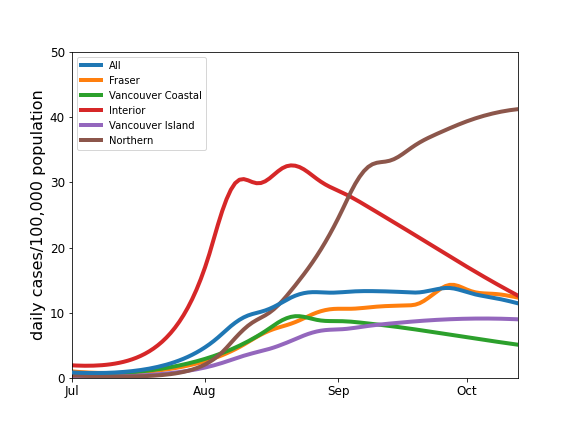 daily cases/100,000 population
50
40
30
20
10
0
All
Fraser
Vancouver Coastal
Interior
Vancouver Island
Northern
Jul
Aug
Sep
Oct